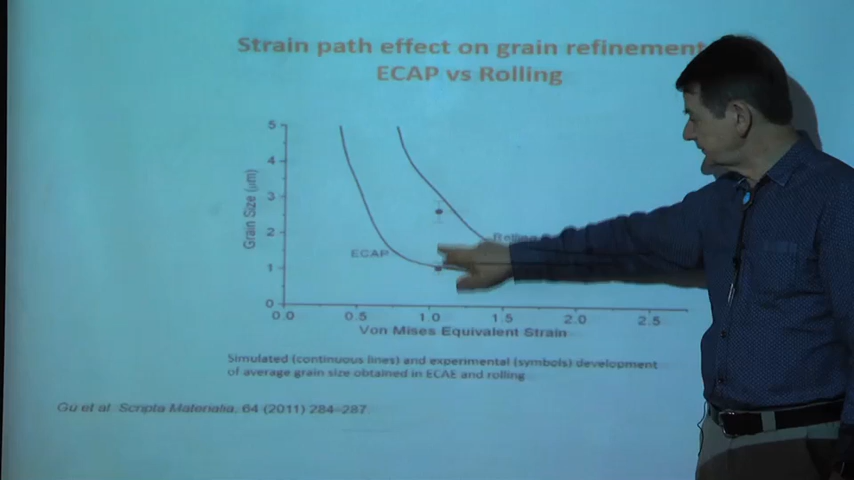 Strain path effect on grain refinement
ECAP vs Rolling
5
4
3
2
1
0
Grain Size (μm)
ECAP
Rolling
0.0 0.5 1.0 1.5 2.0 2.5
Von Mises Equivalent Strain
Simulated (continuous lines) and experimental (symbols) development
of average grain size obtained in ECAE and rolling
Gu et al Scripta Materialia, 64 (2011) 284-287